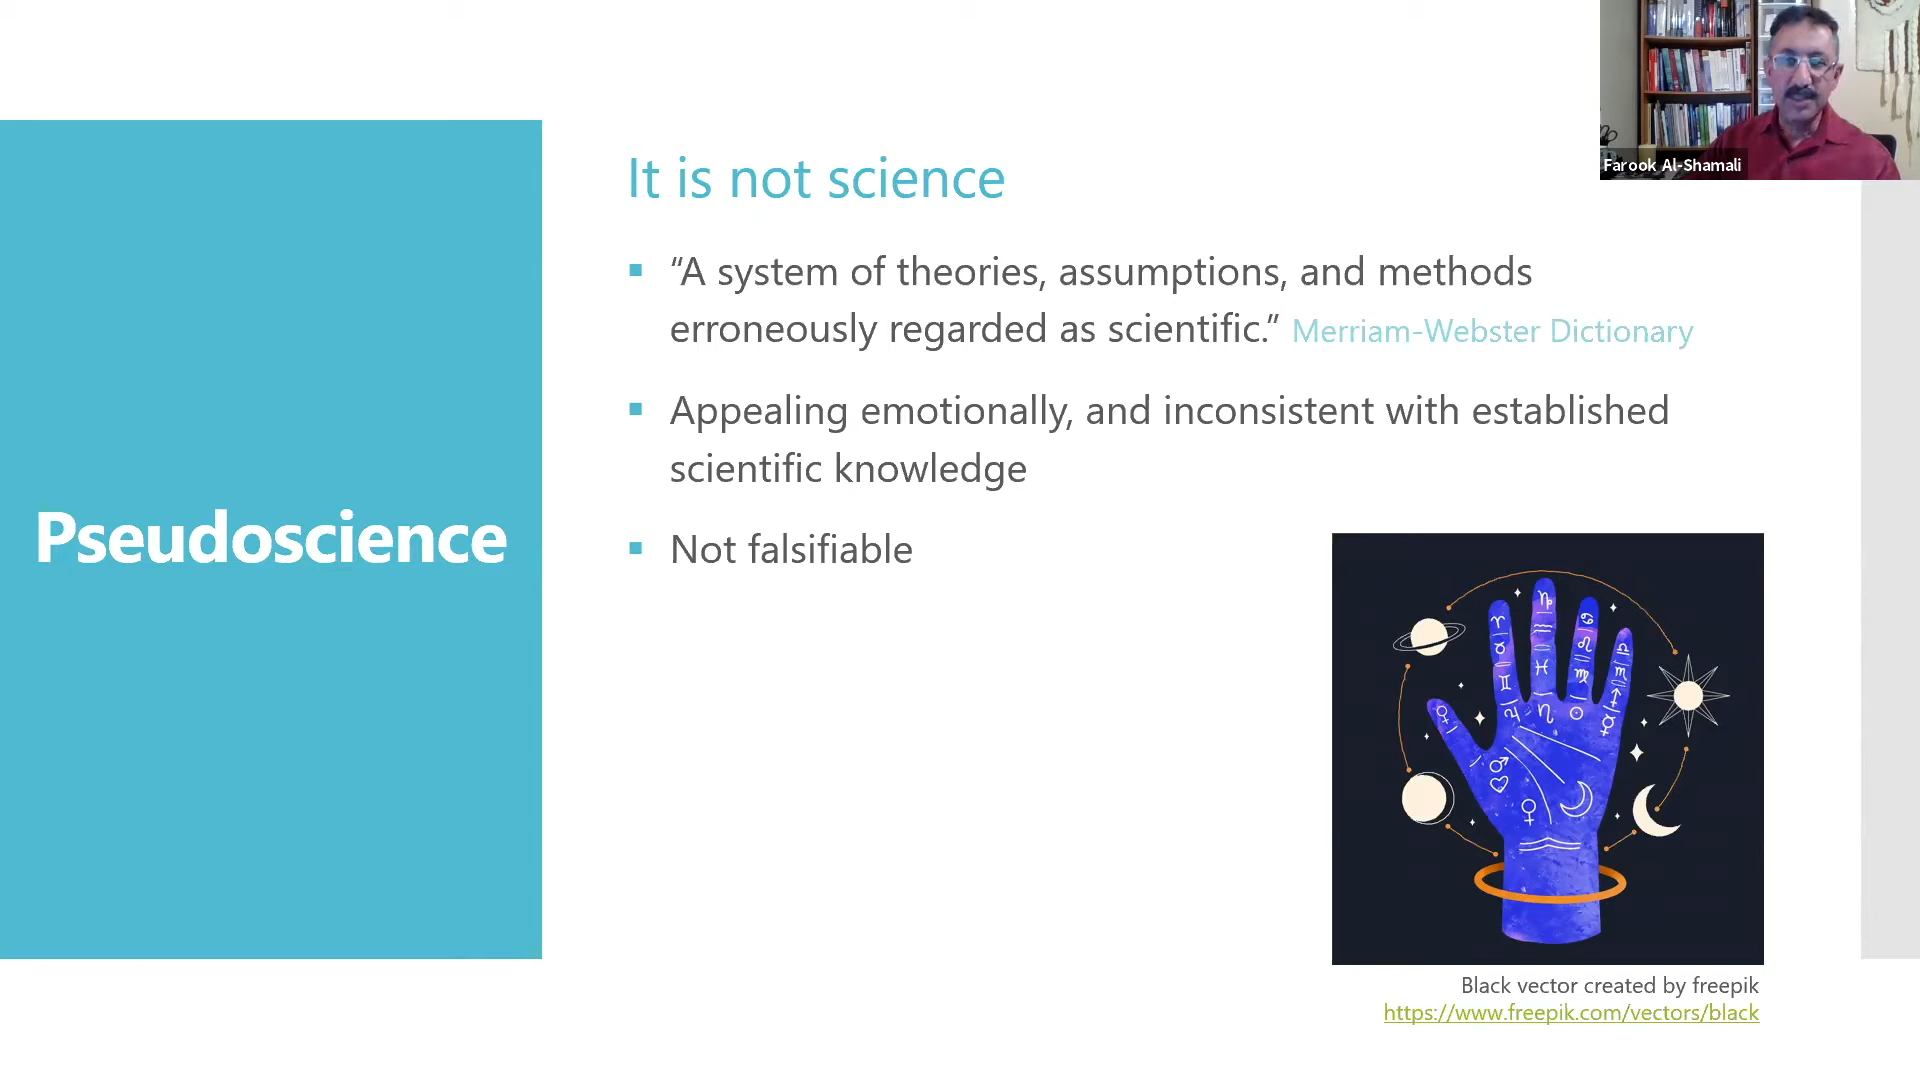 Farook Al-Shamali
Pseudoscience
It is not science
“A system of theories, assumptions, and methods
erroneously regarded as scientific.” Merriam-Webster Dictionary
Appealing emotionally, and inconsistent with established
scientific knowledge
Not falsifiable
Black vector created by freepik
https://www.freepik.com/vectors/black